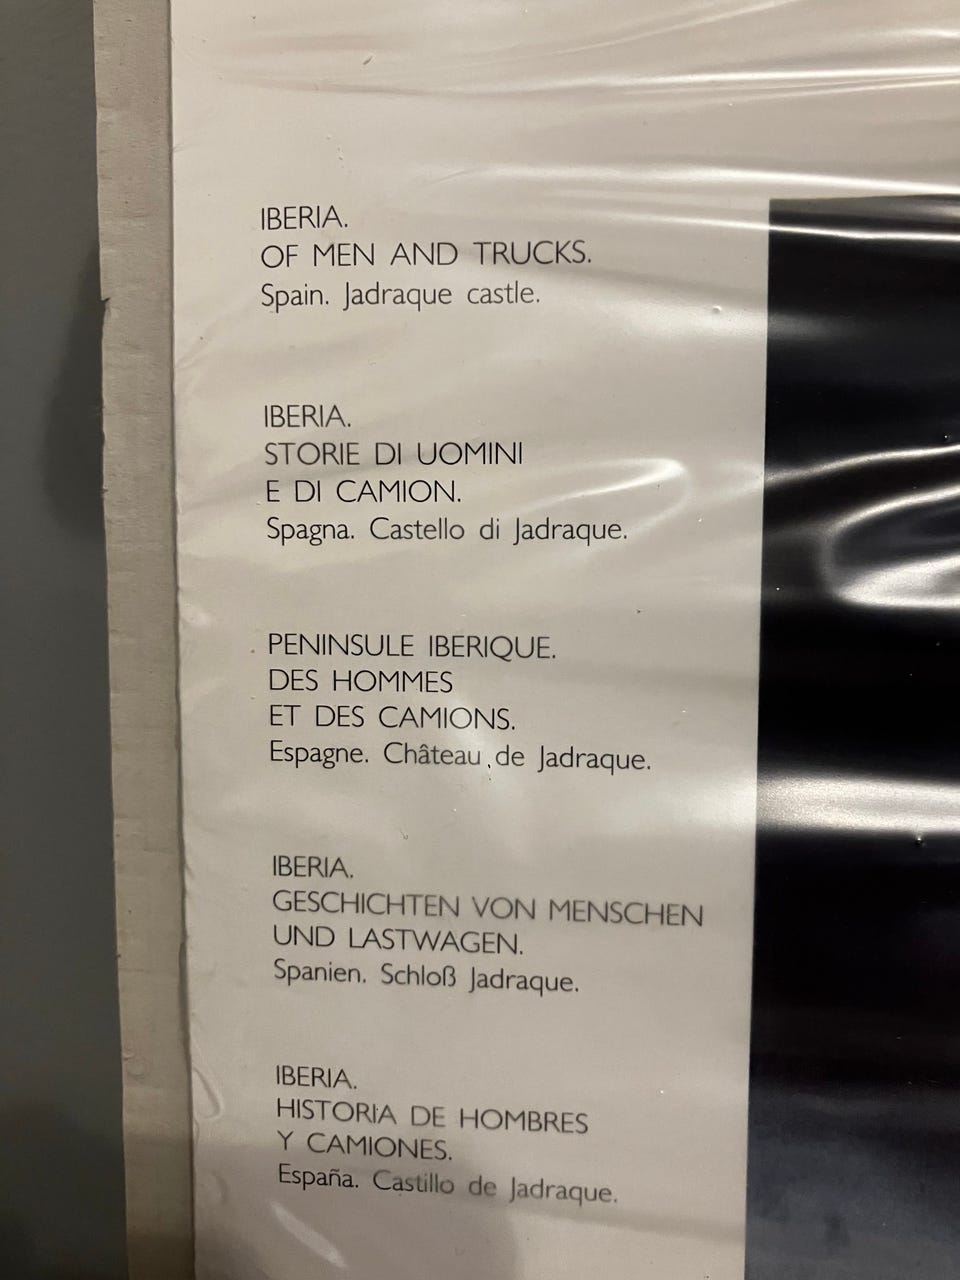 IBERIA.
OF MEN AND TRUCKS.
Spain. Jadraque castle.
IBERIA.
STORIE DI UOMINI
E DI CAMION.
Spagna. Castello di Jadraque.
PENINSULE IBERIQUE.
DES HOMMES
ET DES CAMIONS.
Espagne. Château de Jadraque.
IBERIA.
GESCHICHTEN VON MENSCHEN
UND LASTWAGEN.
Spanien. Schloß Jadraque.
IBERIA.
HISTORIA DE HOMBRES
Y CAMIONES.
España. Castillo de Jadraque.